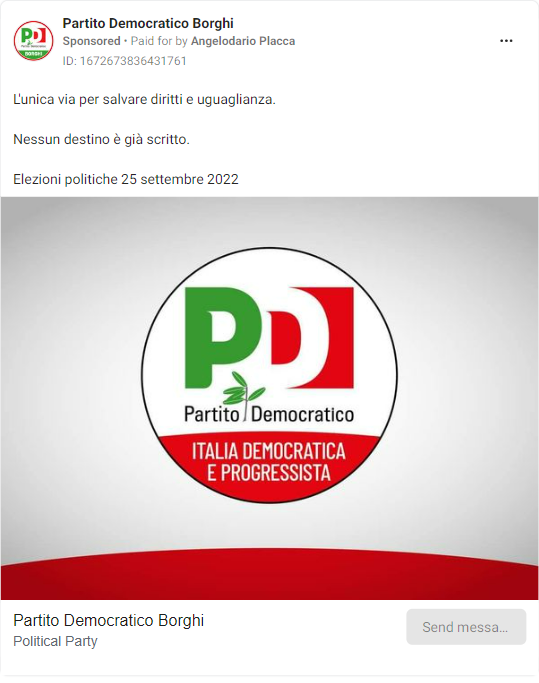 Partito Democratico Borghi
Sponsored • Paid for by Angelodario Placca
ID: 1672673836431761
L'unica via per salvare diritti e uguaglianza.
Nessun destino è già scritto.
Elezioni politiche 25 settembre 2022
PD
Partito Democratico
ITALIA DEMOCRATICA
E PROGRESSISTA
Partito Democratico Borghi
Political Party
Send messa...